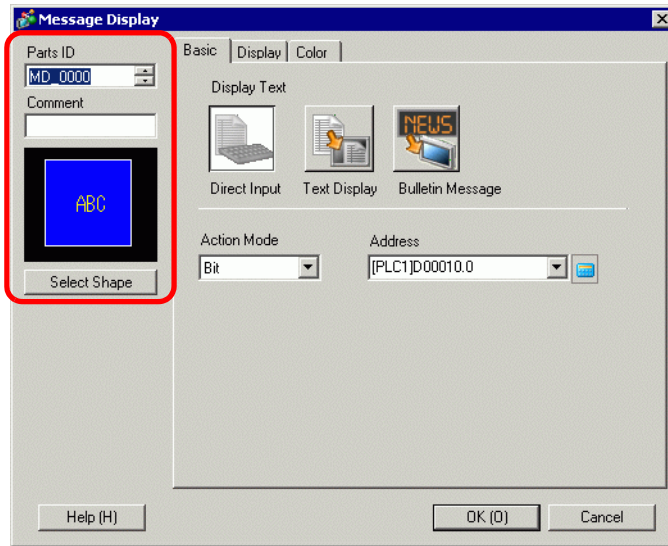 Message Display
Parts ID
MD_0000
Comment
ABC
Select Shape
Basic Display Color
Display Text
NEWS
Direct Input Text Display Bulletin Message
Action Mode Address
Bit [PLC1]D00010.0
Help (H) OK (O) Cancel